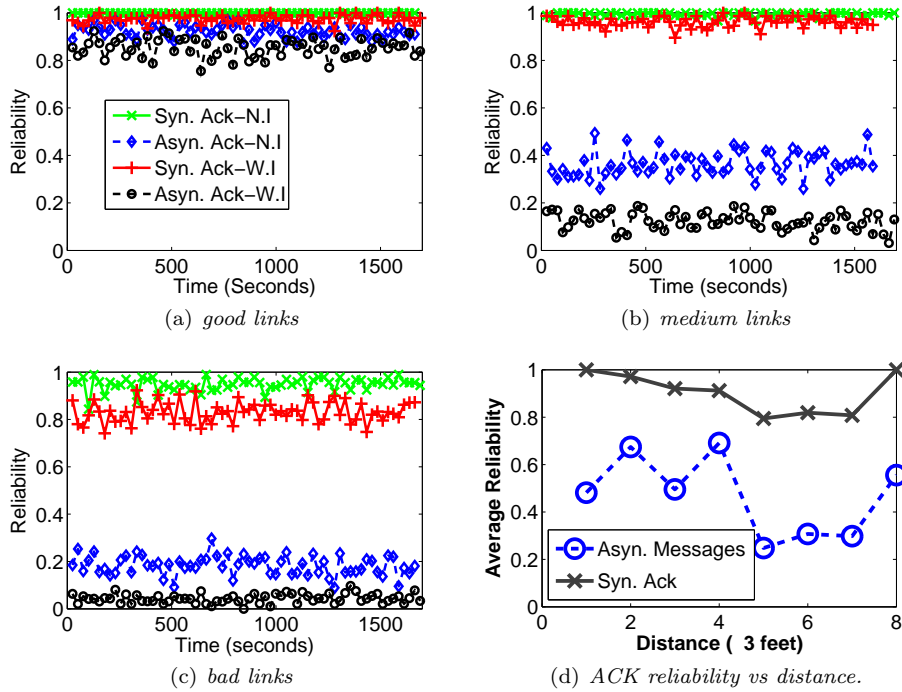 1
0.8
0.6
0.4
0.2
0
Reliability
Syn. Ack-N.I
Asyn. Ack-N.I
Syn. Ack-W.I
Asyn. Ack-W.I
0 500 1000 1500
Time (Seconds)
(a) good links
1
0.8
0.6
0.4
0.2
0
Reliability
0 500 1000 1500
Time (Seconds)
(b) medium links
1
0.8
0.6
0.4
0.2
0
Reliability
0 500 1000 1500
Time (seconds)
(c) bad links
1
0.8
0.6
0.4
0.2
0
Average Reliability
Asyn. Messages
Syn. Ack
0 2 4 6 8
Distance ( 3 feet)
(d) ACK reliability vs distance.